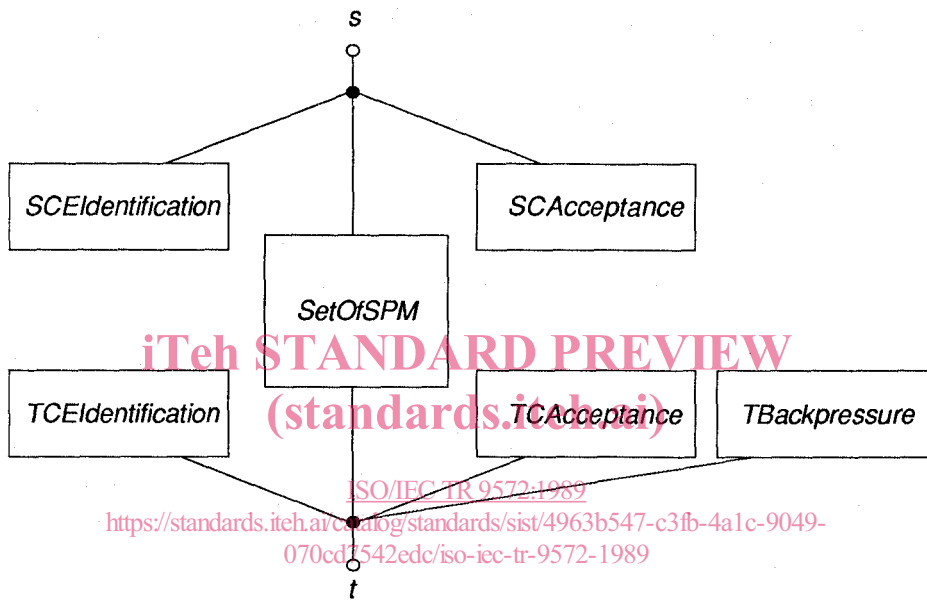 s
SCEIdentification
SCAcceptance
SetOfSPM
iTeh STANDARD PREVIEW
TCEIdentification
TCAcceptance
TBackpressure
(standards.iteh.ai)
ISO/IEC TR 9572:1989
https://standards.iteh.ai/catalog/standards/sist/4963b547-c3fb-4a1c-9049-
070cd7542edc/iso-iec-tr-9572-1989
t